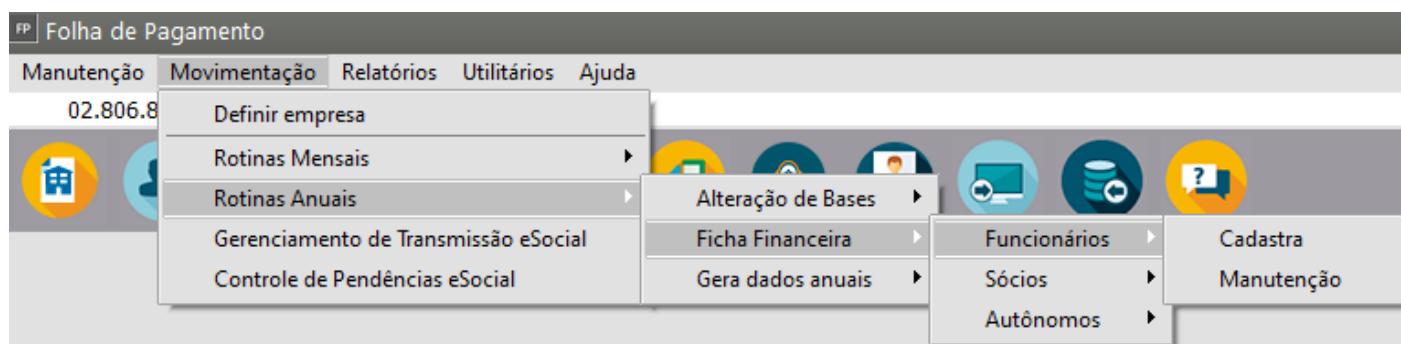 FP Folha de Pagamento
Manutenção Movimentação Relatórios Utilitários Ajuda
02.806.8
Definir empresa
Rotinas Mensais
Rotinas Anuais
Gerenciamento de Transmissão eSocial
Controle de Pendências eSocial
Alteração de Bases
Ficha Financeira
Gera dados anuais
Funcionários
Sócios
Autônomos
Cadastra
Manutenção
?